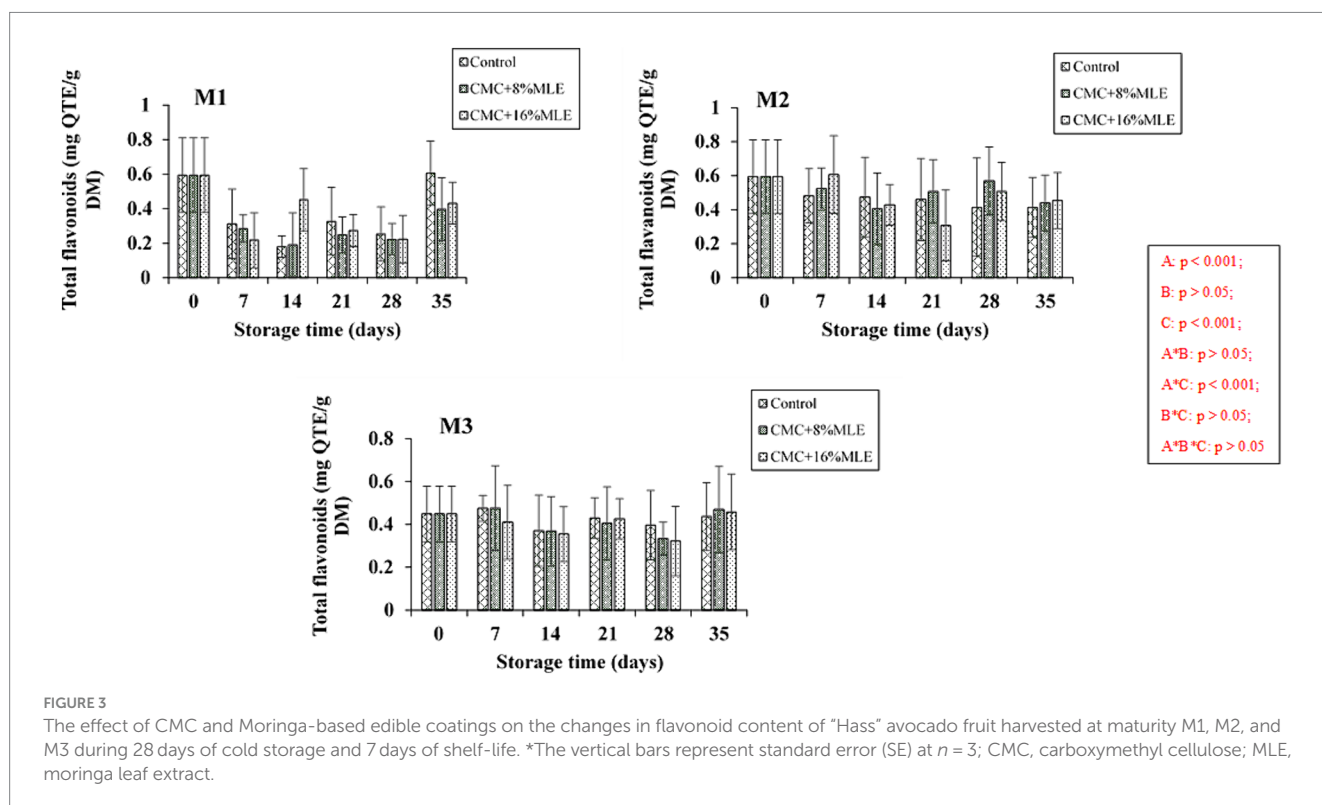 Control
CMC+8%MLE
CMC+16%MLE
M1
Total flavonoids (mg QTE/g
DM)
1
0.8
0.6
0.4
0.2
0
0 7 14 21 28 35
Storage time (days)
Control
CMC+8%MLE
CMC+16%MLE
M2
Total flavanoids (mg QTE/g
DM)
1
0.8
0.6
0.4
0.2
0
0 7 14 21 28 35
Storage time (days)
A: p < 0.001;
B: p > 0.05;
C: p < 0.001;
A*B: p > 0.05;
A*C: p < 0.001;
B*C: p > 0.05;
A*B*C: p > 0.05
Control
CMC+8%MLE
CMC+16%MLE
M3
Total flavonoids (mg QTE/g
DM)
0.8
0.6
0.4
0.2
0
0 7 14 21 28 35
Storage time (days)
FIGURE 3
The effect of CMC and Moringa-based edible coatings on the changes in flavonoid content of "Hass" avocado fruit harvested at maturity M1, M2, and
M3 during 28 days of cold storage and 7 days of shelf-life. *The vertical bars represent standard error (SE) at n = 3; CMC, carboxymethyl cellulose; MLE,
moringa leaf extract.